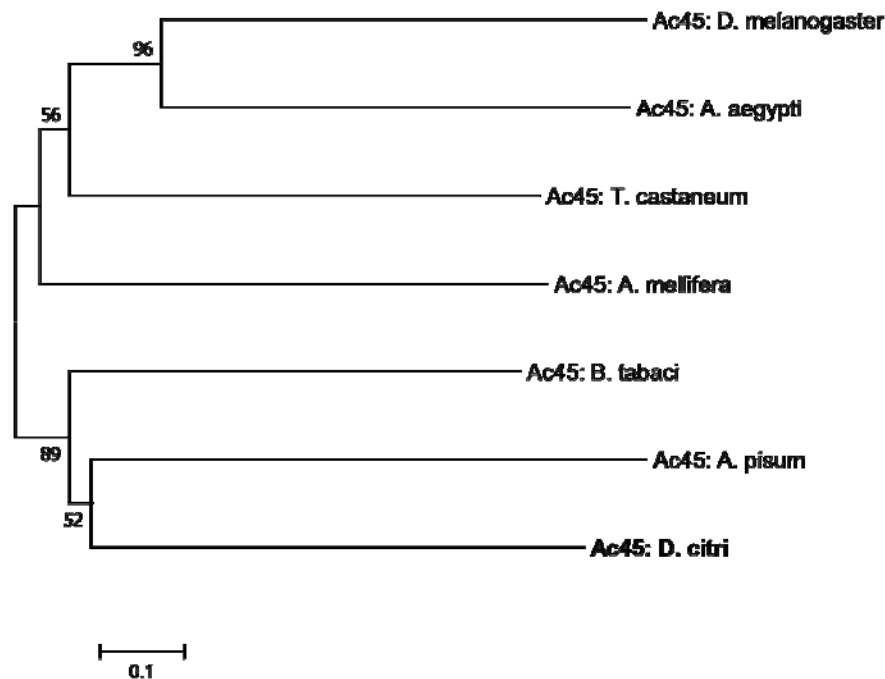 Ac45: D. melanogaster
96
Ac45: A. aegypti
56
Ac45: T. castaneum
Ac45: A. mellifera
Ac45: B. tabaci
89
Ac45: A. pisum
52
Ac45: D. citri
0.1